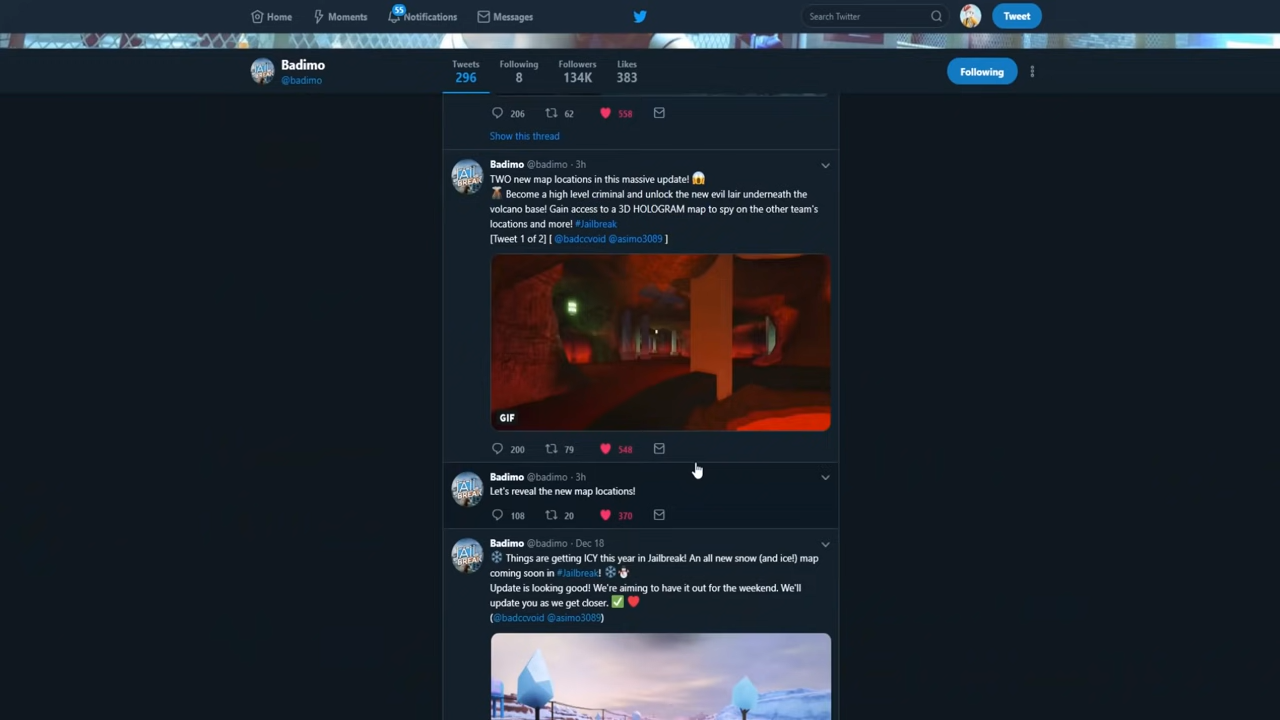 Home
Moments
55
Notifications
Messages
Search Twitter
Tweet
Badimo
@badimo
Tweets
296
Following
8
Followers
134K
Likes
383
Following
206
62
558
Show this thread
JAIL
BREAK
Badimo @badimo · 3h
TWO new map locations in this massive update! 😱
💰 Become a high level criminal and unlock the new evil lair underneath the
volcano base! Gain access to a 3D HOLOGRAM map to spy on the other team's
locations and more! #Jailbreak
[Tweet 1 of 2] [ @badccvoid @asimo3089 ]
GIF
200
79
548
JAIL
BREAK
Badimo @badimo · 3h
Let's reveal the new map locations!
108
20
370
JAIL
BREAK
Badimo @badimo · Dec 18
❄️ Things are getting ICY this year in Jailbreak! An all new snow (and ice!) map
coming soon in #Jailbreak! ❄️⛄
Update is looking good! We're aiming to have it out for the weekend. We'll
update you as we get closer. ✅ ❤️
(@badccvoid @asimo3089)